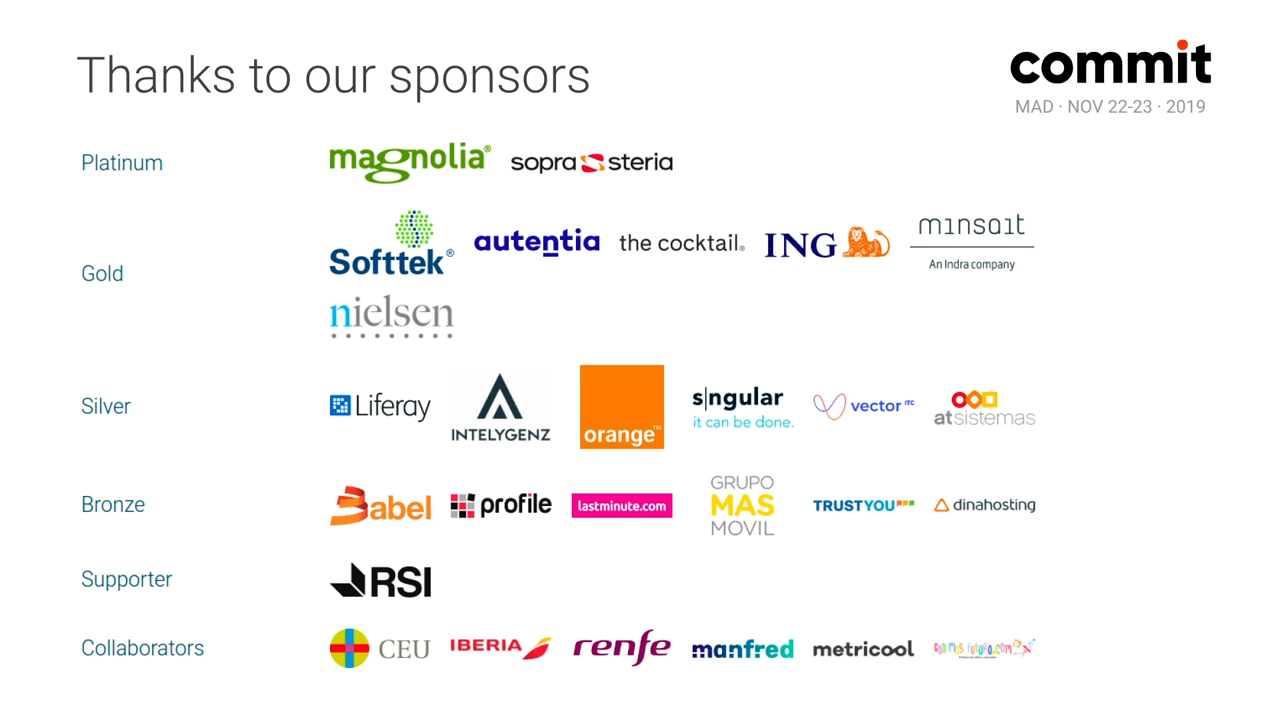 Thanks to our sponsors
commit
MAD · NOV 22-23 · 2019
Platinum
magnolia®
sopra steria
Gold
Softtek®
autentia
the cocktail®
ING
minsait
An Indra company
nielsen
Silver
Liferay
INTELYGENZ
orange™
s|ngular
it can be done.
vector ITC
atsistemas
Bronze
Babel
profile
lastminute.com
GRUPO
MAS
MOVIL
TRUSTYOU
dinahosting
Supporter
RSI
Collaborators
CEU
IBERIA
renfe
manfred
metricool